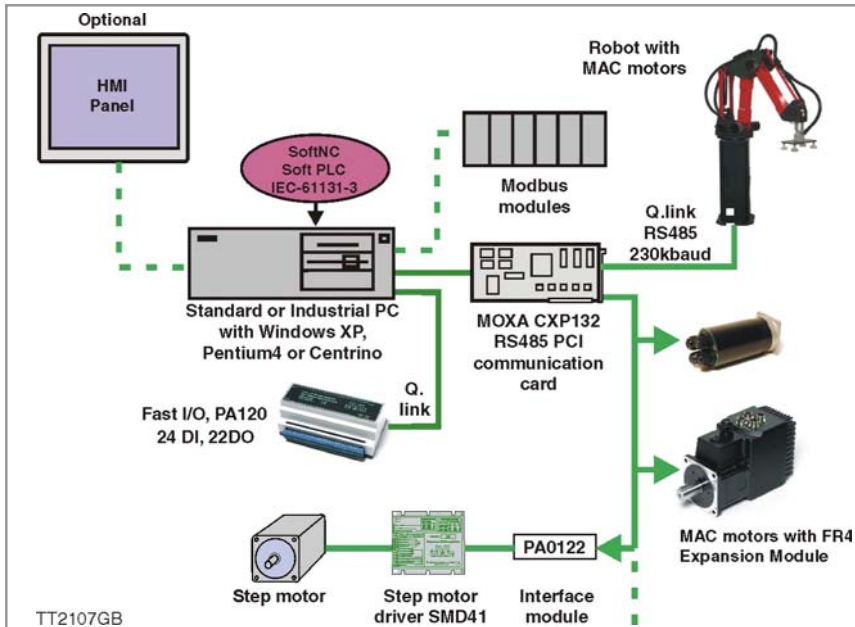 Optional
HMI
Panel
SoftNC
Soft PLC
IEC-61131-3
Modbus
modules
Robot with
MAC motors
Q.link
RS485
230kbaud
Standard or Industrial PC
with Windows XP,
Pentium4 or Centrino
MOXA CXP132
RS485 PCI
communication
card
Q.
link
Fast I/O, PA120
24 DI, 22DO
MAC motors with FR4
Expansion Module
PA0122
Step motor
Step motor
driver SMD41
Interface
module
TT2107GB